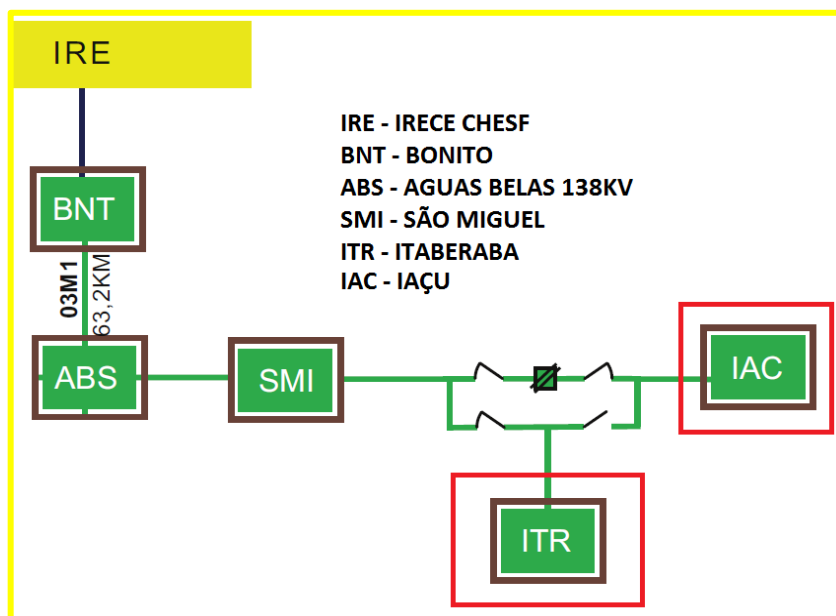 IRE
IRE - IRECE CHESF
BNT - BONITO
ABS - AGUAS BELAS 138KV
SMI - SÃO MIGUEL
ITR - ITABERABA
IAC - IAÇU
BNT
03M1
63,2KM
ABS
SMI
IAC
ITR